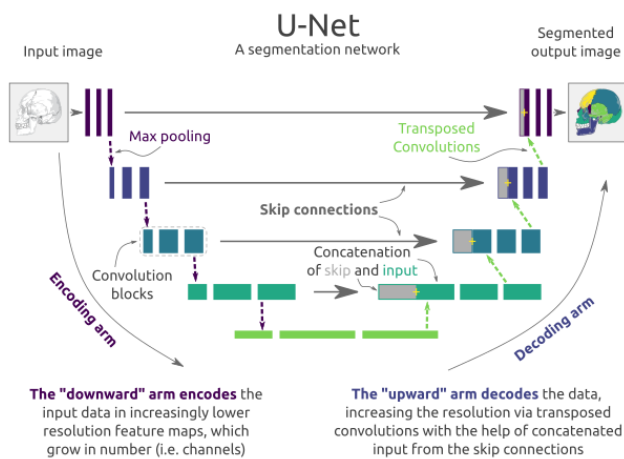 U-Net
A segmentation network
Input image
Segmented
output image
Max pooling
Transposed
Convolutions
Skip connections
Convolution
blocks
Concatenation
of skip and input
Encoding arm
Decoding arm
The "downward" arm encodes the
input data in increasingly lower
resolution feature maps, which
grow in number (i.e. channels)
The "upward" arm decodes the data,
increasing the resolution via transposed
convolutions with the help of concatenated
input from the skip connections